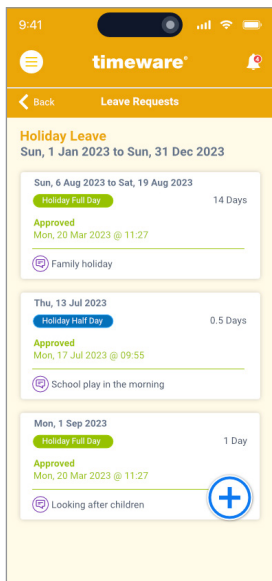 9:41
timeware®
4
Back
Leave Requests
Holiday Leave
Sun, 1 Jan 2023 to Sun, 31 Dec 2023
Sun, 6 Aug 2023 to Sat, 19 Aug 2023
Holiday Full Day
14 Days
Approved
Mon, 20 Mar 2023 @ 11:27
Family holiday
Thu, 13 Jul 2023
Holiday Half Day
0.5 Days
Approved
Mon, 17 Jul 2023 @ 09:55
School play in the morning
Mon, 1 Sep 2023
Holiday Full Day
1 Day
Approved
Mon, 20 Mar 2023 @ 11:27
Looking after children